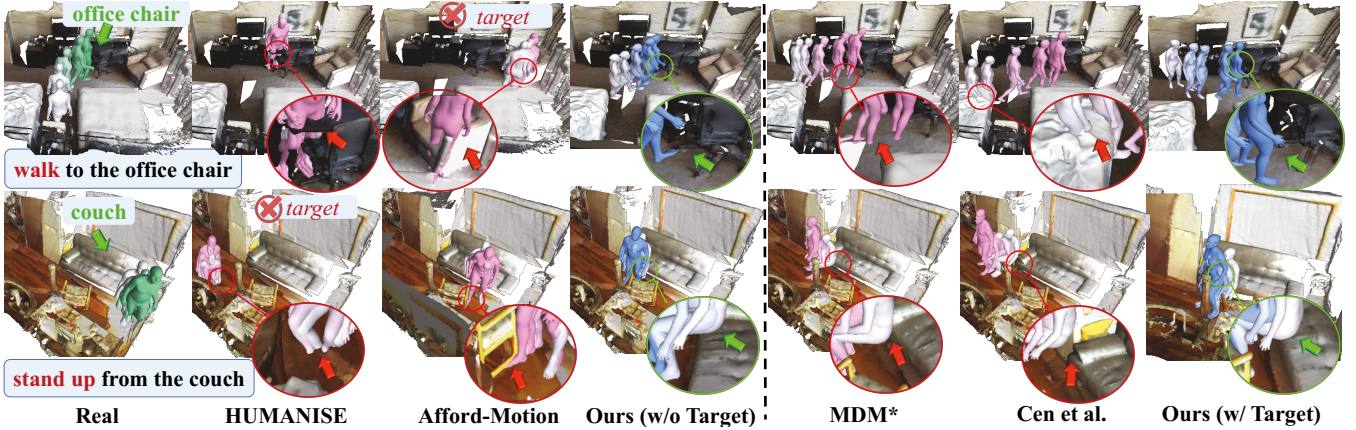 office chair
target
walk to the office chair
couch
target
stand up from the couch
Real HUMANISE Afford-Motion Ours (w/o Target) MDM* Cen et al. Ours (w/ Target)